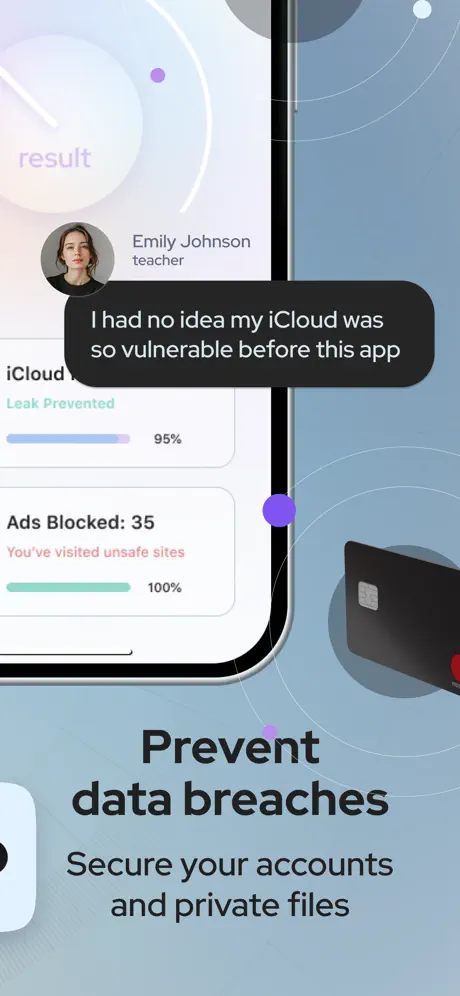 result
Emily Johnson
teacher
I had no idea my iCloud was
so vulnerable before this app
iCloud
Leak Prevented
95%
Ads Blocked: 35
You've visited unsafe sites
100%
Prevent
data breaches
Secure your accounts
and private files